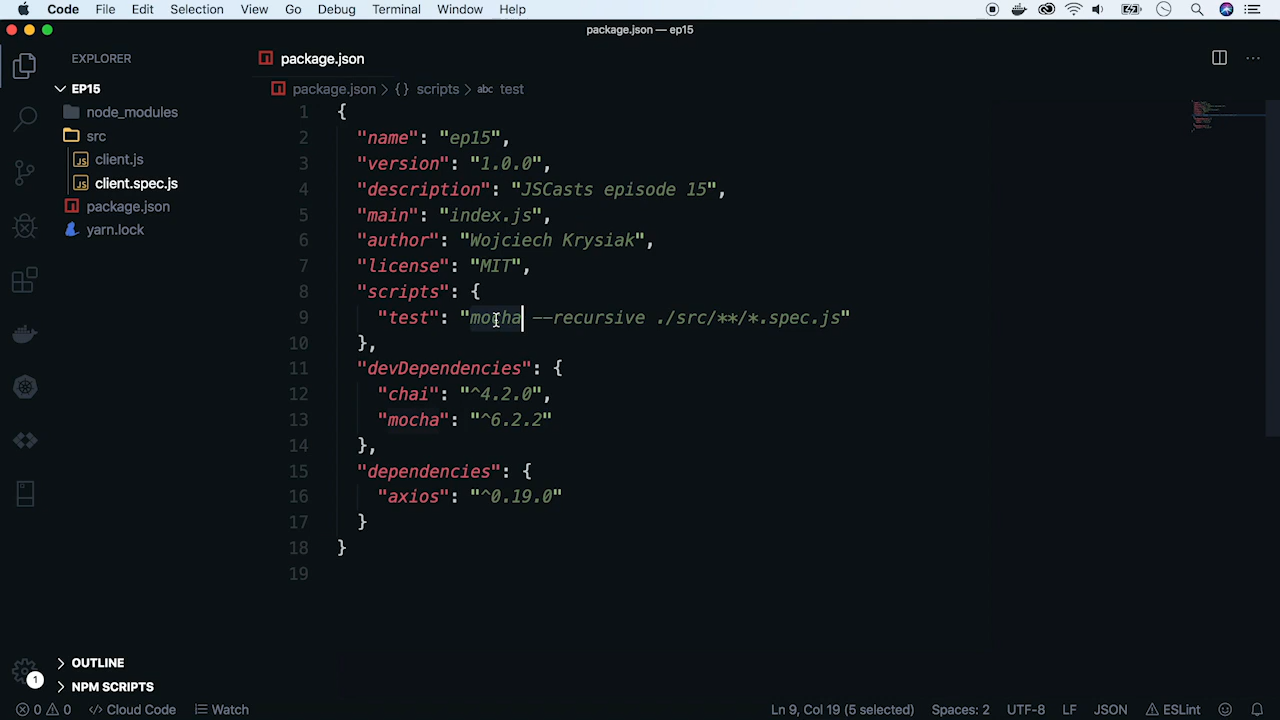 Code File Edit Selection View Go Debug Terminal Window Help
package.json — ep15
EXPLORER
EP15
node_modules
src
JS client.js
JS client.spec.js
package.json
yarn.lock
OUTLINE
NPM SCRIPTS
package.json
package.json > {} scripts > abc test
1 {
2 "name": "ep15",
3 "version": "1.0.0",
4 "description": "JSCasts episode 15",
5 "main": "index.js",
6 "author": "Wojciech Krysiak",
7 "license": "MIT",
8 "scripts": {
9 "test": "mocha --recursive ./src/**/*.spec.js"
10 },
11 "devDependencies": {
12 "chai": "^4.2.0",
13 "mocha": "^6.2.2"
14 },
15 "dependencies": {
16 "axios": "^0.19.0"
17 }
18 }
19
1
0 0 </> Cloud Code Watch Ln 9, Col 19 (5 selected) Spaces: 2 UTF-8 LF JSON ESLint